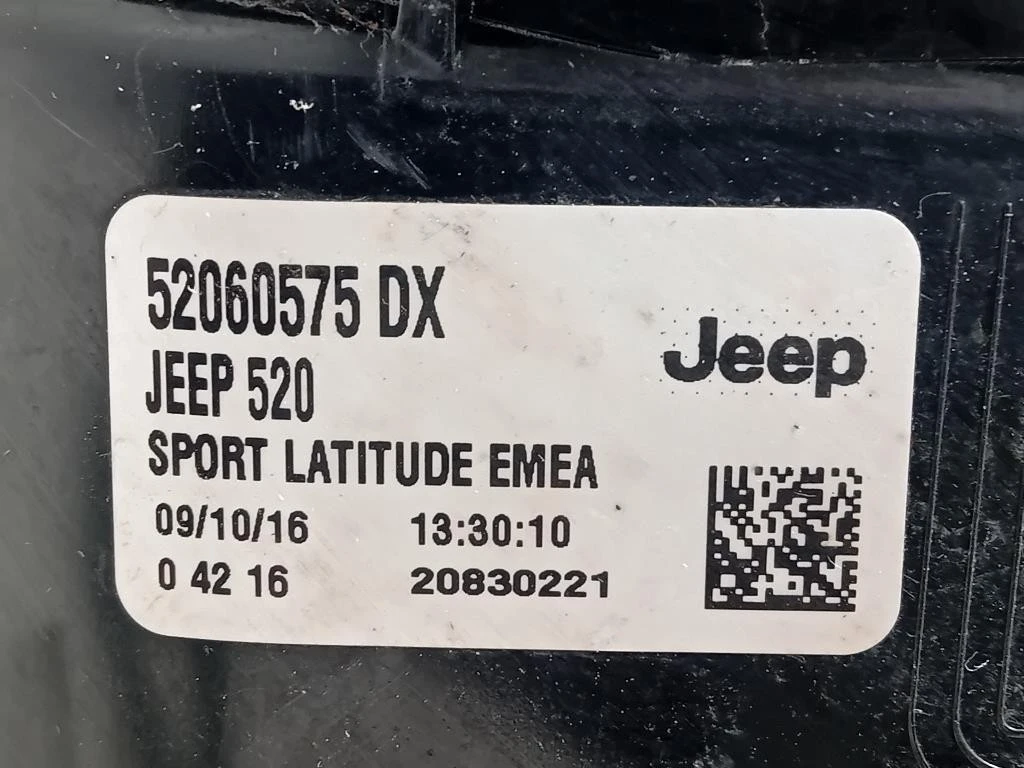 52060575 DX
JEEP 520
Jeep
SPORT LATITUDE EMEA
09/10/16 13:30:10
0 42 16 20830221